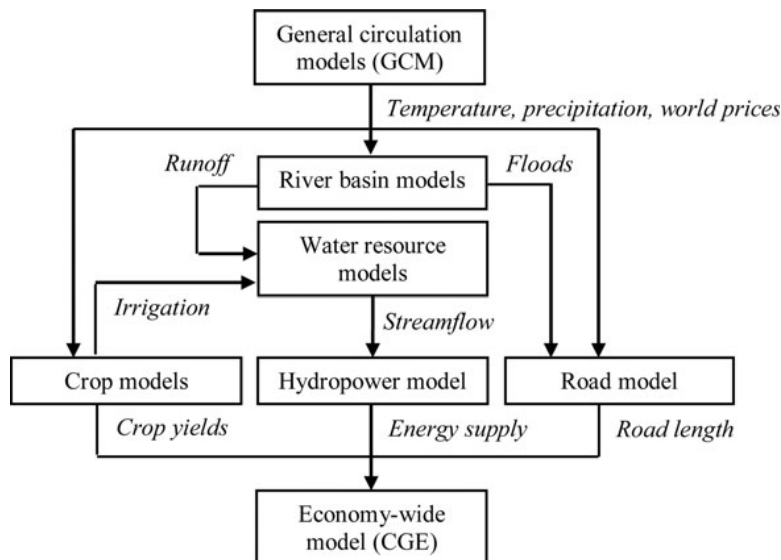 General circulation
models (GCM)
Temperature, precipitation, world prices
Runoff
River basin models
Floods
Water resource
models
Irrigation
Streamflow
Crop models
Hydropower model
Road model
Crop yields
Energy supply
Road length
Economy-wide
model (CGE)